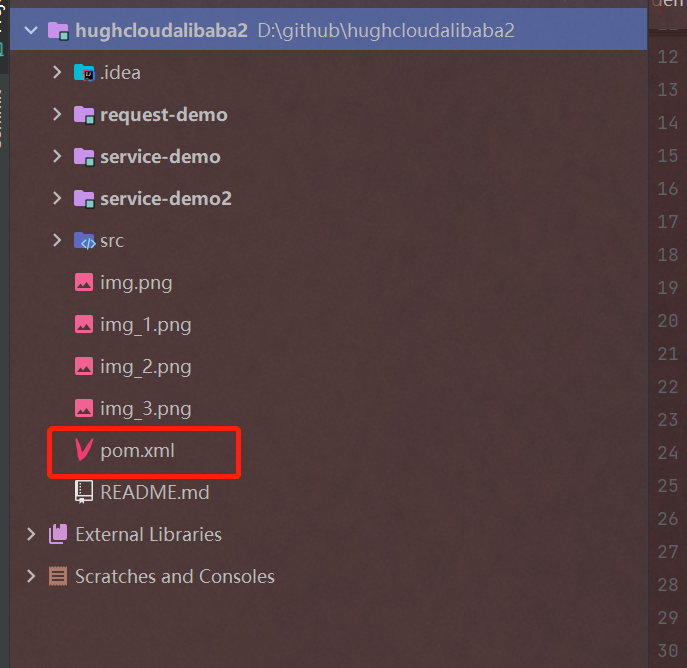 hughcloudalibaba2 D:\github\hughcloudalibaba2
.idea
request-demo
service-demo
service-demo2
src
img.png
img_1.png
img_2.png
img_3.png
pom.xml
README.md
External Libraries
Scratches and Consoles
12
13
14
15
16
17
18
19
20
21
22
23
24
25
26
27
28
29
30